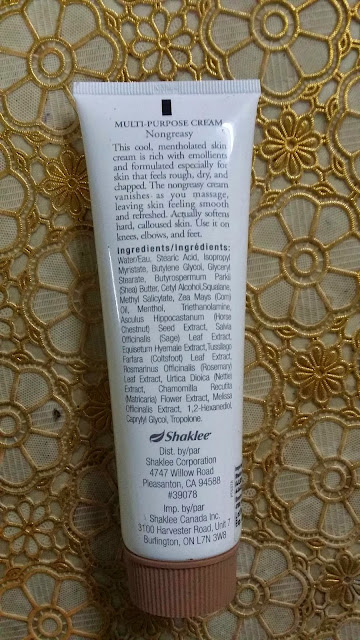 MULTI-PURPOSE CREAM
Nongreasy
This cool, mentholated skin
cream is rich with emollients
and formulated especially for
skin that feels rough, dry, and
chapped. The nongreasy cream
vanishes as you massage,
leaving skin feeling smooth
and refreshed. Actually softens
hard, calloused skin. Use it on
knees, elbows, and feet.
Ingredients/Ingrédients:
Water/Eau, Stearic Acid, Isopropyl
Myristate, Butylene Glycol, Glyceryl
Stearate, Butyrospermum Parkii
(Shea) Butter, Cetyl Alcohol,Squalane,
Methyl Salicylate, Zea Mays (Corn)
Oil, Menthol, Triethanolamine,
Aesculus Hippocastanum (Horse
Chestnut) Seed Extract, Salvia
Officinalis (Sage) Leaf Extract,
Equisetum Hyemale Extract,Tussilago
Farfara (Coltsfoot) Leaf Extract,
Rosmarinus Officinalis (Rosemary)
Leaf Extract, Urtica Dioica (Nettle)
Extract, Chamomilla Recutita
(Matricaria) Flower Extract, Melissa
Officinalis Extract, 1,2-Hexanediol,
Caprylyl Glycol, Tropolone.
Shaklee
Dist. by/par
Shaklee Corporation
4747 Willow Road
Pleasanton, CA 94588
#39078
Imp. by/par
Shaklee Canada Inc.
3100 Harvester Road, Unit 7
Burlington, ON L7N 3W8